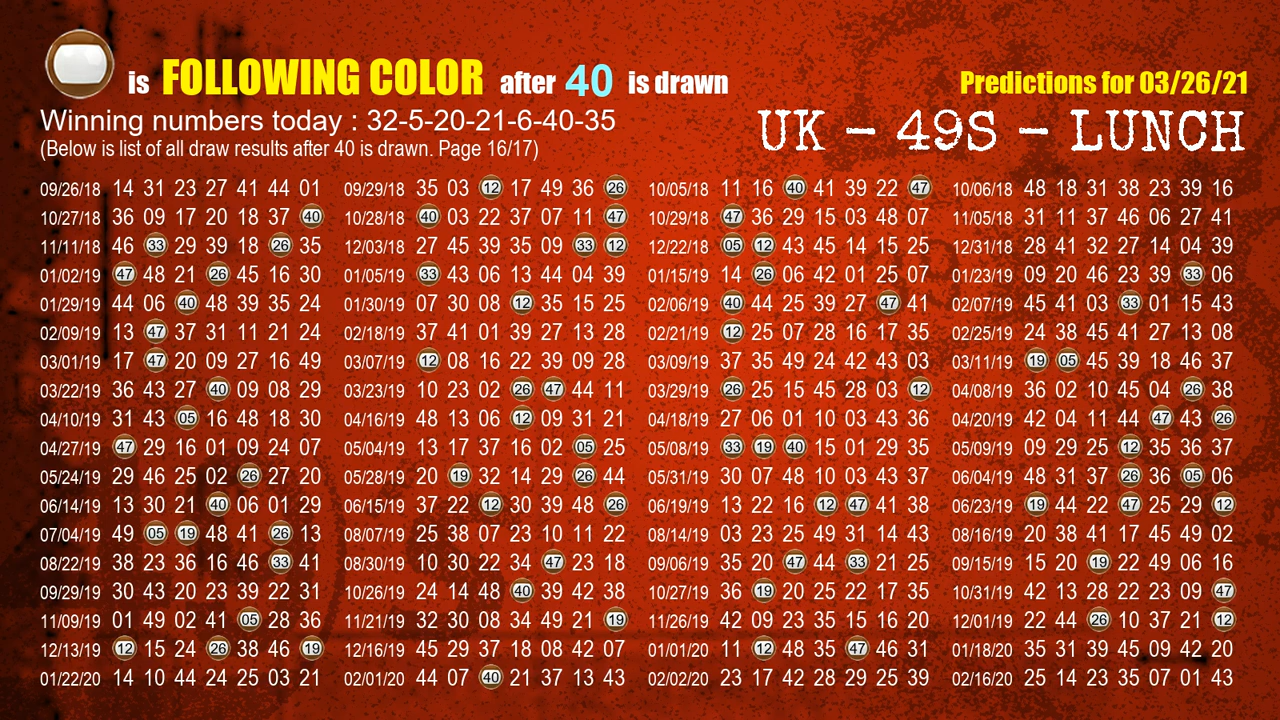 is FOLLOWING COLOR after 40 is drawn
Predictions for 03/26/21
Winning numbers today : 32-5-20-21-6-40-35
UK - 49S - LUNCH
(Below is list of all draw results after 40 is drawn. Page 16/17)
09/26/18 14 31 23 27 41 44 01 09/29/18 35 03 12 17 49 36 26 10/05/18 11 16 40 41 39 22 47 10/06/18 48 18 31 38 23 39 16
10/27/18 36 09 17 20 18 37 40 10/28/18 40 03 22 37 07 11 47 10/29/18 47 36 29 15 03 48 07 11/05/18 31 11 37 46 06 27 41
11/11/18 46 33 29 39 18 26 35 12/03/18 27 45 39 35 09 33 12 12/22/18 05 12 43 45 14 15 25 12/31/18 28 41 32 27 14 04 39
01/02/19 47 48 21 26 45 16 30 01/05/19 33 43 06 13 44 04 39 01/15/19 14 26 06 42 01 25 07 01/23/19 09 20 46 23 39 33 06
01/29/19 44 06 40 48 39 35 24 01/30/19 07 30 08 12 35 15 25 02/06/19 40 44 25 39 27 47 41 02/07/19 45 41 03 33 01 15 43
02/09/19 13 47 37 31 11 21 24 02/18/19 37 41 01 39 27 13 28 02/21/19 12 25 07 28 16 17 35 02/25/19 24 38 45 41 27 13 08
03/01/19 17 47 20 09 27 16 49 03/07/19 12 08 16 22 39 09 28 03/09/19 37 35 49 24 42 43 03 03/11/19 19 05 45 39 18 46 37
03/22/19 36 43 27 40 09 08 29 03/23/19 10 23 02 26 47 44 11 03/29/19 26 25 15 45 28 03 12 04/08/19 36 02 10 45 04 26 38
04/10/19 31 43 05 16 48 18 30 04/16/19 48 13 06 12 09 31 21 04/18/19 27 06 01 10 03 43 36 04/20/19 42 04 11 44 47 43 26
04/27/19 47 29 16 01 09 24 07 05/04/19 13 17 37 16 02 05 25 05/08/19 33 19 40 15 01 29 35 05/09/19 09 29 25 12 35 36 37
05/24/19 29 46 25 02 26 27 20 05/28/19 20 19 32 14 29 26 44 05/31/19 30 07 48 10 03 43 37 06/04/19 48 31 37 26 36 05 06
06/14/19 13 30 21 40 06 01 29 06/15/19 37 22 12 30 39 48 26 06/19/19 13 22 16 12 47 41 38 06/23/19 19 44 22 47 25 29 12
07/04/19 49 05 19 48 41 26 13 08/07/19 25 38 07 23 10 11 22 08/14/19 03 23 25 49 31 14 43 08/16/19 20 38 41 17 45 49 02
08/22/19 38 23 36 16 46 33 41 08/30/19 10 30 22 34 47 23 18 09/06/19 35 20 47 44 33 21 25 09/15/19 15 20 19 22 49 06 16
09/29/19 30 43 20 23 39 22 31 10/26/19 24 14 48 40 39 42 38 10/27/19 36 19 20 25 22 17 35 10/31/19 42 13 28 22 23 09 47
11/09/19 01 49 02 41 05 28 36 11/21/19 32 30 08 34 49 21 19 11/26/19 42 09 23 35 15 16 20 12/01/19 22 44 26 10 37 21 12
12/13/19 12 15 24 26 38 46 19 12/16/19 45 29 37 18 08 42 07 01/01/20 11 12 48 35 47 46 31 01/18/20 35 31 39 45 09 42 20
01/22/20 14 10 44 24 25 03 21 02/01/20 44 07 40 21 37 13 43 02/02/20 23 17 42 28 29 25 39 02/16/20 25 14 23 35 07 01 43